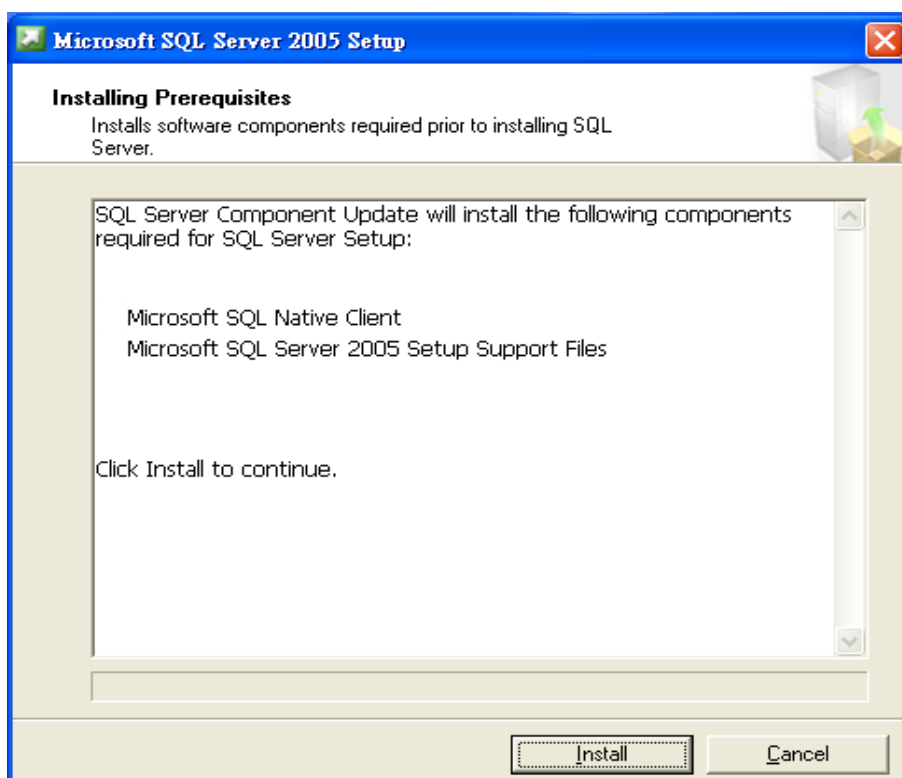 Microsoft SQL Server 2005 Setup
Installing Prerequisites
Installs software components required prior to installing SQL
Server.
SQL Server Component Update will install the following components
required for SQL Server Setup:
Microsoft SQL Native Client
Microsoft SQL Server 2005 Setup Support Files
Click Install to continue.
Install
Cancel